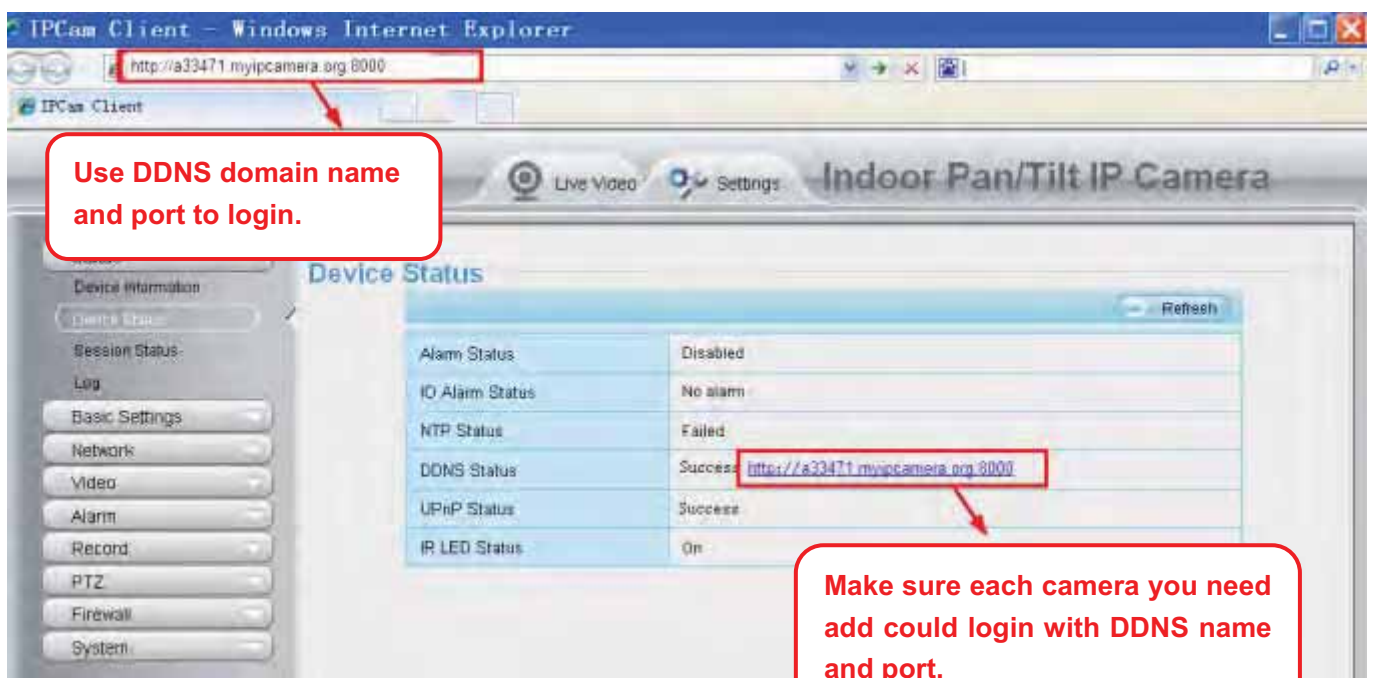 IPCam Client - Windows Internet Explorer
http://a33471.myipcamera.org:8000
IPCam Client
Use DDNS domain name
and port to login.
Live Video
Settings
Indoor Pan/Tilt IP Camera
Device Information
Device Status
Session Status
Log
Basic Settings
Network
Video
Alarm
Record
PTZ
Firewall
System
Device Status
Refresh
Alarm Status Disabled
IO Alarm Status No alarm
NTP Status Failed
DDNS Status Success http://a33471.myipcamera.org:8000
UPnP Status Success
IR LED Status On
Make sure each camera you need
add could login with DDNS name
and port.